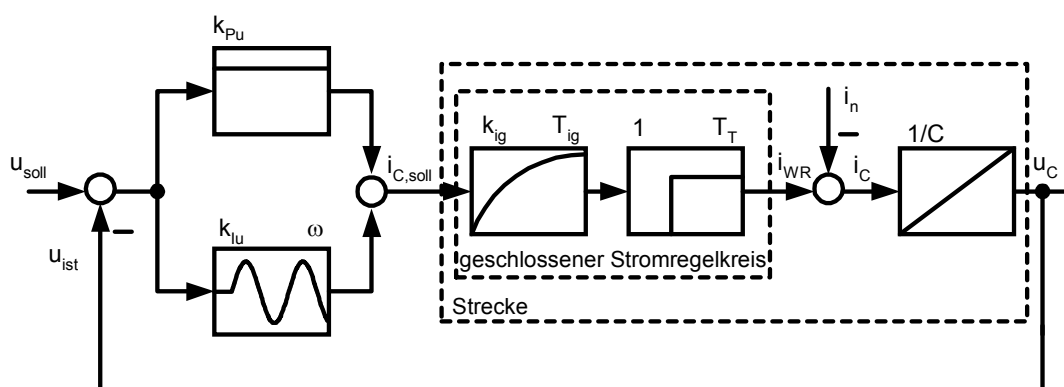 k_Pu
u_soll
u_ist
k_Iu ω
i_C,soll
k_ig T_ig
1 T_T
geschlossener Stromregelkreis
Strecke
i_WR
i_n
i_C
1/C
u_C